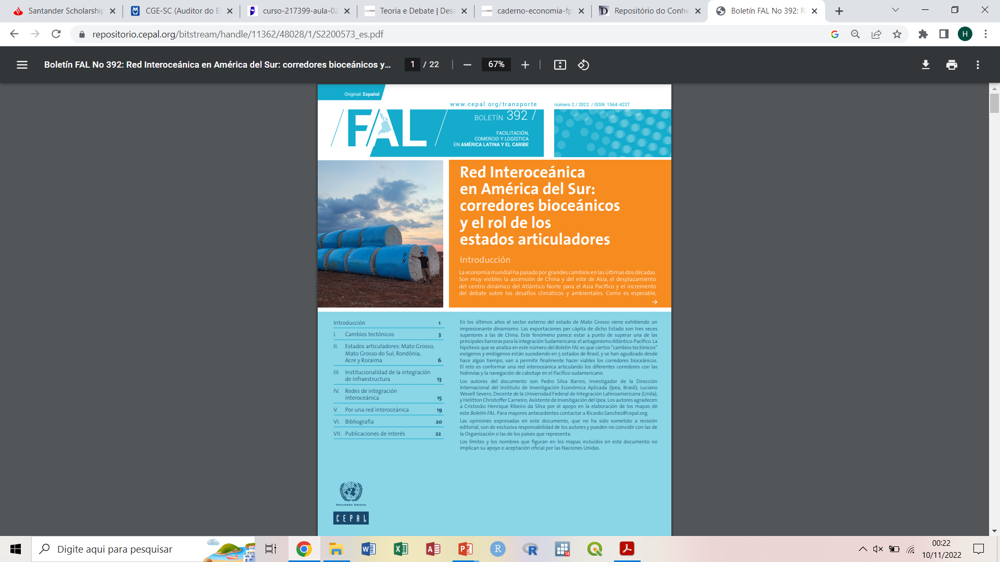 Santander Scholarship
CGE-SC (Auditor do Es
curso-217399-aula-02
Teoria e Debate | Desa
caderno-economia-fp
Repositório do Conhe
Boletín FAL No 392: R
repositorio.cepal.org/bitstream/handle/11362/48028/1/S2200573_es.pdf
H
Boletín FAL No 392: Red Interoceánica en América del Sur: corredores bioceánicos y...
1 / 22
67%
Original: Español
www.cepal.org/transporte
número 2 / 2022 / ISSN: 1564-4227
FAL
BOLETÍN 392 /
FACILITACIÓN,
COMERCIO Y LOGÍSTICA
EN AMÉRICA LATINA Y EL CARIBE
Red Interoceánica
en América del Sur:
corredores bioceánicos
y el rol de los
estados articuladores
Introducción
La economía mundial ha pasado por grandes cambios en las últimas dos décadas.
Son muy visibles la ascensión de China y del este de Asia, el desplazamiento
del centro dinámico del Atlántico Norte para el Asia Pacífico y el incremento
del debate sobre los desafíos climáticos y ambientales. Como es esperable,
Introducción 1
I. Cambios tectónicos 3
II. Estados articuladores: Mato Grosso,
Mato Grosso do Sul, Rondônia,
Acre y Roraima 6
III. Institucionalidad de la integración
de infraestructura 13
IV. Redes de integración
interoceánica 15
V. Por una red interoceánica 19
VI. Bibliografía 20
VII. Publicaciones de interés 22
En los últimos años el sector externo del estado de Mato Grosso viene exhibiendo un
impresionante dinamismo. Las exportaciones per cápita de dicho Estado son tres veces
superiores a las de China. Este fenómeno parece estar a punto de superar una de las
principales barreras para la integración Sudamericana: el antagonismo Atlántico-Pacífico. La
hipótesis que se analiza en este número del Boletín FAL es que ciertos "cambios tectónicos"
exógenos y endógenos están sucediendo en 5 estados de Brasil, y se han agudizado desde
hace algún tiempo, van a permitir finalmente hacer viables los corredores bioceánicos.
El reto es conformar una red interoceánica articulando los diferentes corredores con las
hidrovías y la navegación de cabotaje en el Pacífico sudamericano.
Los autores del documento son Pedro Silva Barros, Investigador de la Dirección
Internacional del Instituto de Investigación Económica Aplicada (Ipea, Brasil); Luciano
Wexell Severo, Docente de la Universidad Federal de Integración Latinoamericana (Unila);
y Helitton Christoffer Carneiro, Asistente de Investigación del Ipea. Los autores agradecen
a Cristovão Henrique Ribeiro da Silva por el apoyo en la elaboración de los mapas de
este Boletín FAL. Para mayores antecedentes contactar a Ricardo.Sanchez@cepal.org.
Las opiniones expresadas en este documento, que no ha sido sometido a revisión
editorial, son de exclusiva responsabilidad de los autores y pueden no coincidir con las de
la Organización o las de los países que representa.
Los límites y los nombres que figuran en los mapas incluidos en este documento no
implican su apoyo o aceptación oficial por las Naciones Unidas.
NACIONES UNIDAS
CEPAL
Digite aqui para pesquisar
14
00:22
10/11/2022